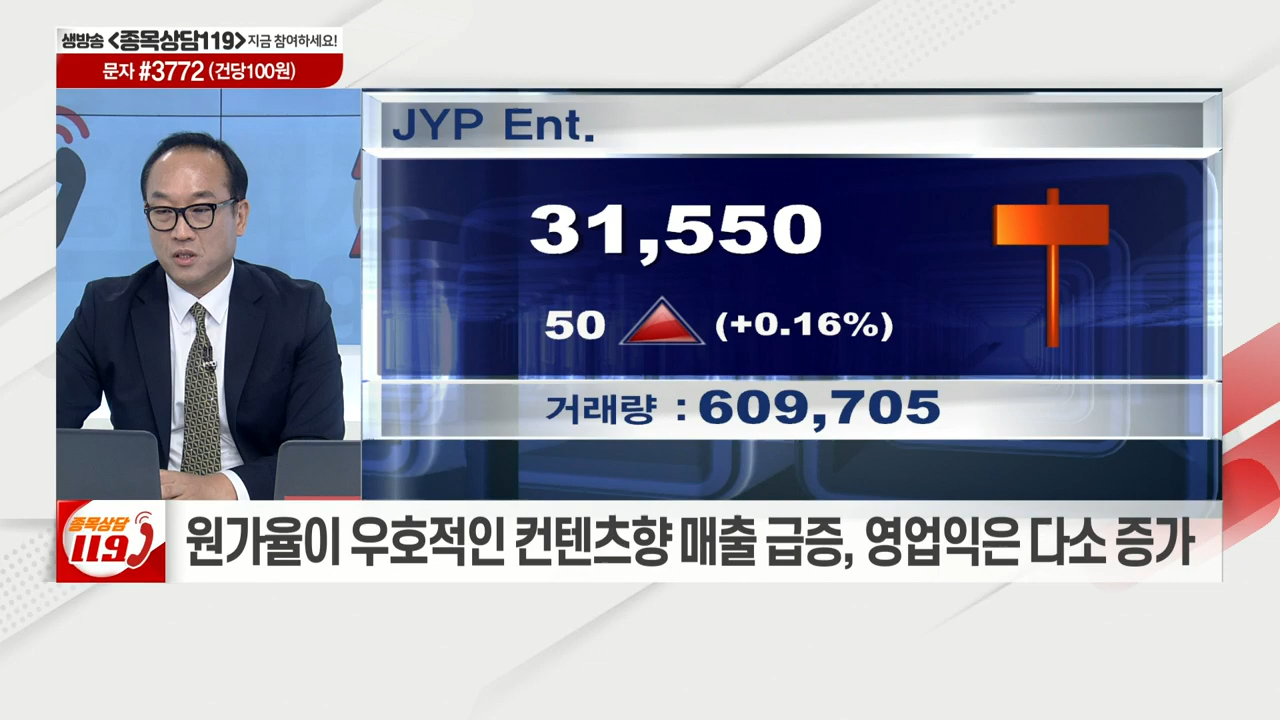 생방송 <종목상담119> 지금 참여하세요!
문자 #3772 (건당100원)
JYP Ent.
31,550
50 (+0.16%)
거래량 : 609,705
종목상담
119
원가율이 우호적인 컨텐츠향 매출 급증, 영업익은 다소 증가